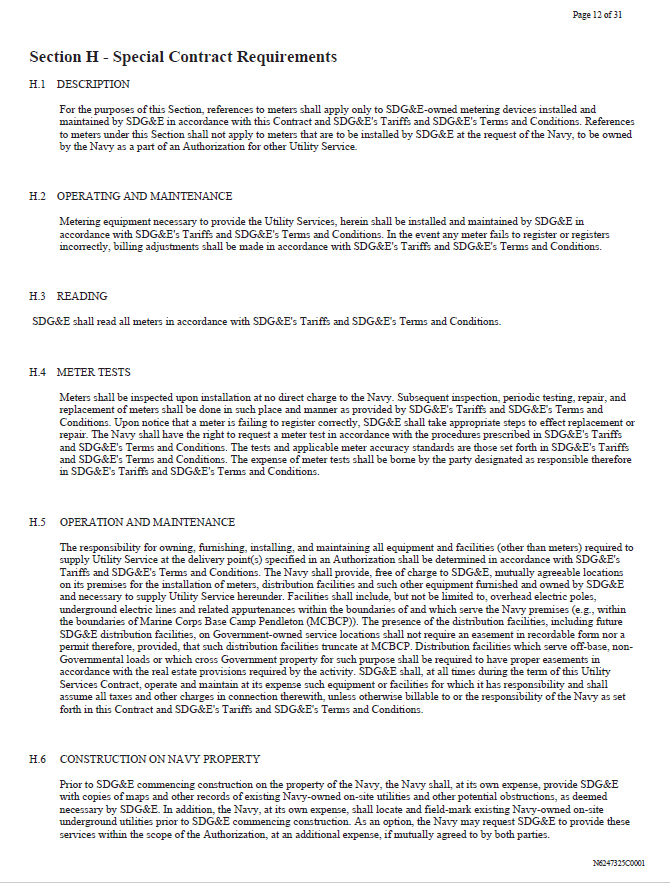 Page 12 of 31
Section H - Special Contract Requirements
H.1 DESCRIPTION
For the purposes of this Section, references to meters shall apply only to SDG&E-owned metering devices installed and
maintained by SDG&E in accordance with this Contract and SDG&E's Tariffs and SDG&E's Terms and Conditions. References
to meters under this Section shall not apply to meters that are to be installed by SDG&E at the request of the Navy, to be owned
by the Navy as a part of an Authorization for other Utility Service.
H.2 OPERATING AND MAINTENANCE
Metering equipment necessary to provide the Utility Services, herein shall be installed and maintained by SDG&E in
accordance with SDG&E's Tariffs and SDG&E's Terms and Conditions. In the event any meter fails to register or registers
incorrectly, billing adjustments shall be made in accordance with SDG&E's Tariffs and SDG&E's Terms and Conditions.
H.3 READING
SDG&E shall read all meters in accordance with SDG&E's Tariffs and SDG&E's Terms and Conditions.
H.4 METER TESTS
Meters shall be inspected upon installation at no direct charge to the Navy. Subsequent inspection, periodic testing, repair, and
replacement of meters shall be done in such place and manner as provided by SDG&E's Tariffs and SDG&E's Terms and
Conditions. Upon notice that a meter is failing to register correctly, SDG&E shall take appropriate steps to effect replacement or
repair. The Navy shall have the right to request a meter test in accordance with the procedures prescribed in SDG&E's Tariffs
and SDG&E's Terms and Conditions. The tests and applicable meter accuracy standards are those set forth in SDG&E's Tariffs
and SDG&E's Terms and Conditions. The expense of meter tests shall be borne by the party designated as responsible therefore
in SDG&E's Tariffs and SDG&E's Terms and Conditions.
H.5 OPERATION AND MAINTENANCE
The responsibility for owning, furnishing, installing, and maintaining all equipment and facilities (other than meters) required to
supply Utility Service at the delivery point(s) specified in an Authorization shall be determined in accordance with SDG&E's
Tariffs and SDG&E's Terms and Conditions. The Navy shall provide, free of charge to SDG&E, mutually agreeable locations
on its premises for the installation of meters, distribution facilities and such other equipment furnished and owned by SDG&E
and necessary to supply Utility Service hereunder. Facilities shall include, but not be limited to, overhead electric poles,
underground electric lines and related appurtenances within the boundaries of and which serve the Navy premises (e.g., within
the boundaries of Marine Corps Base Camp Pendleton (MCBCP)). The presence of the distribution facilities, including future
SDG&E distribution facilities, on Government-owned service locations shall not require an easement in recordable form nor a
permit therefore, provided, that such distribution facilities truncate at MCBCP. Distribution facilities which serve off-base, non-
Governmental loads or which cross Government property for such purpose shall be required to have proper easements in
accordance with the real estate provisions required by the activity. SDG&E shall, at all times during the term of this Utility
Services Contract, operate and maintain at its expense such equipment or facilities for which it has responsibility and shall
assume all taxes and other charges in connection therewith, unless otherwise billable to or the responsibility of the Navy as set
forth in this Contract and SDG&E's Tariffs and SDG&E's Terms and Conditions.
H.6 CONSTRUCTION ON NAVY PROPERTY
Prior to SDG&E commencing construction on the property of the Navy, the Navy shall, at its own expense, provide SDG&E
with copies of maps and other records of existing Navy-owned on-site utilities and other potential obstructions, as deemed
necessary by SDG&E. In addition, the Navy, at its own expense, shall locate and field-mark existing Navy-owned on-site
underground utilities prior to SDG&E commencing construction. As an option, the Navy may request SDG&E to provide these
services within the scope of the Authorization, at an additional expense, if mutually agreed to by both parties.
N6247325C0001